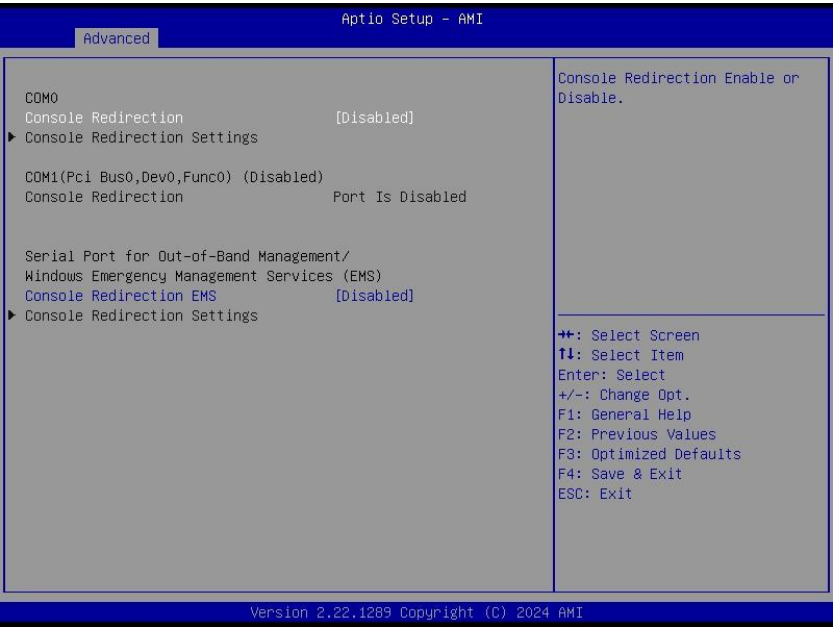 Aptio Setup – AMI
Advanced
COM0
Console Redirection [Disabled]
▶ Console Redirection Settings
COM1(Pci Bus0,Dev0,Func0) (Disabled)
Console Redirection Port Is Disabled
Serial Port for Out-of-Band Management/
Windows Emergency Management Services (EMS)
Console Redirection EMS [Disabled]
▶ Console Redirection Settings
Console Redirection Enable or
Disable.
→←: Select Screen
↑↓: Select Item
Enter: Select
+/-: Change Opt.
F1: General Help
F2: Previous Values
F3: Optimized Defaults
F4: Save & Exit
ESC: Exit
Version 2.22.1289 Copyright (C) 2024 AMI